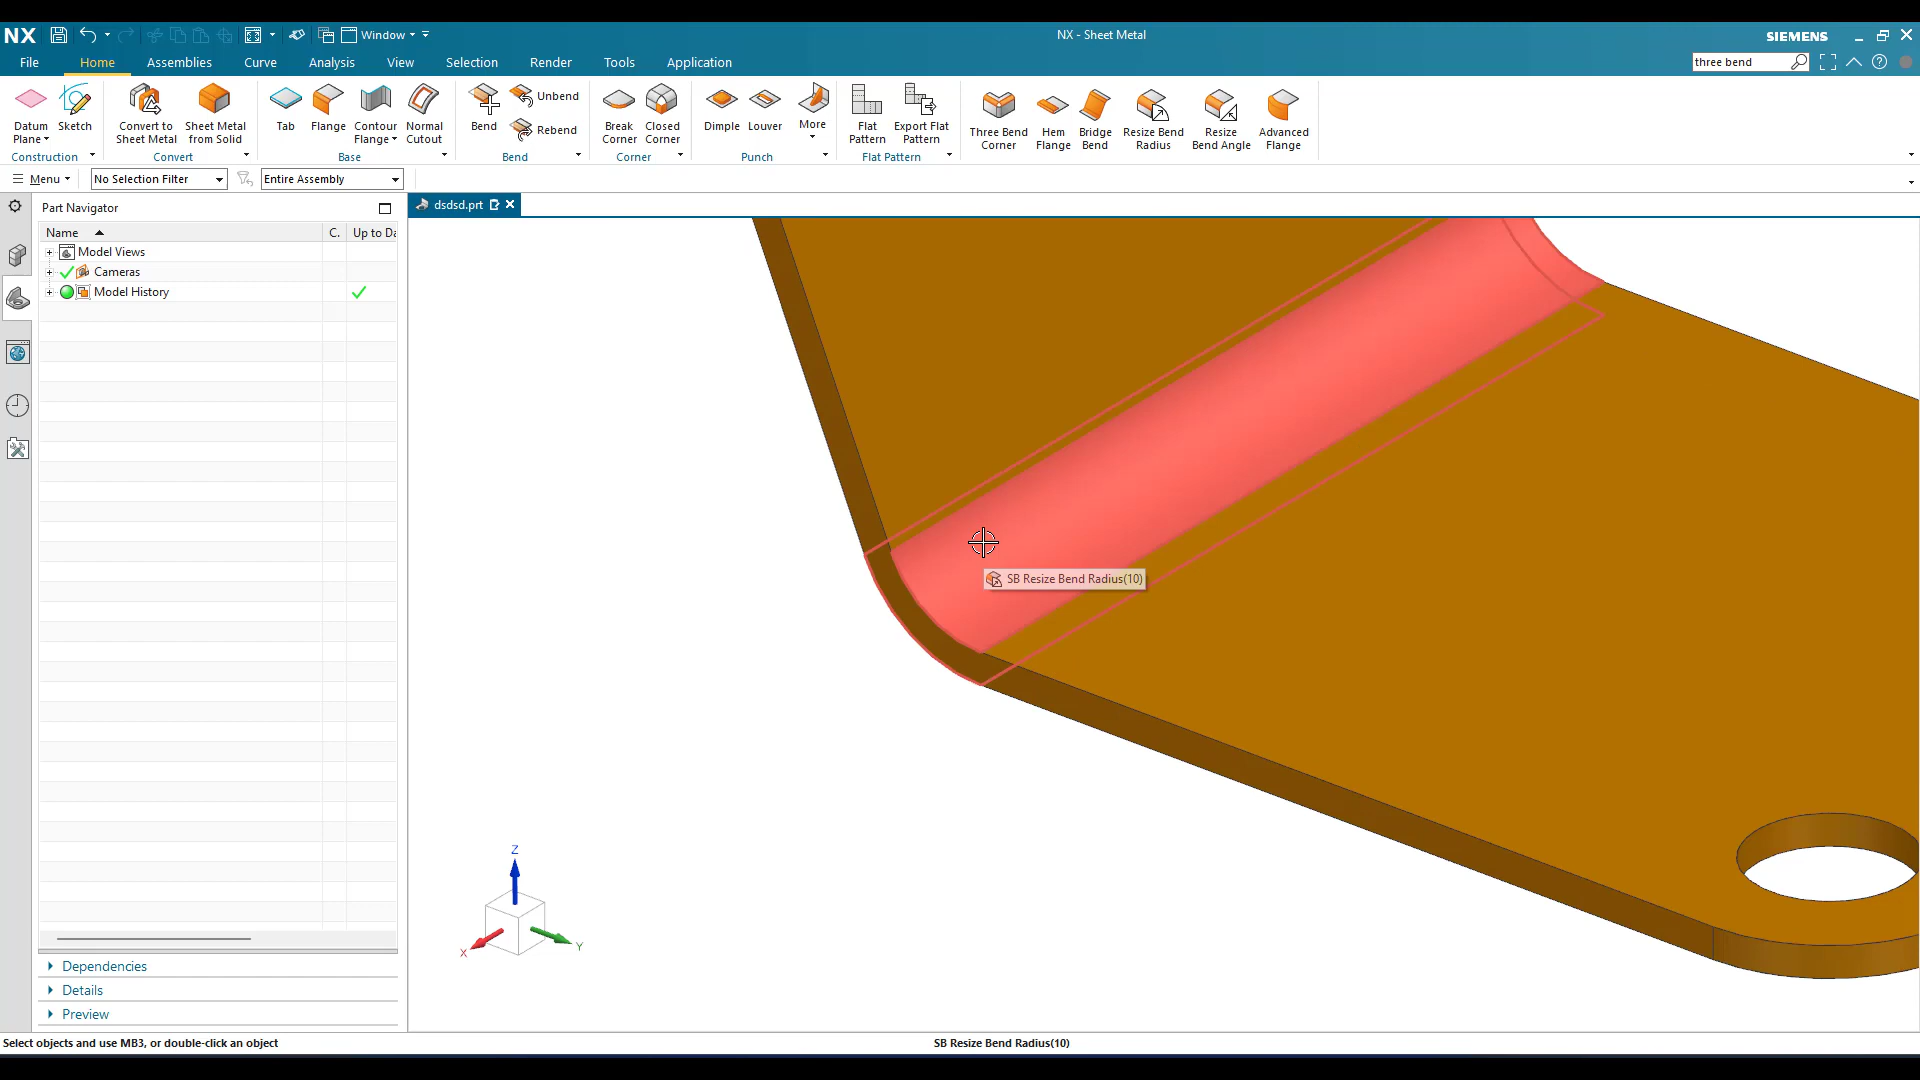 NX
Window
NX - Sheet Metal
SIEMENS
File
Home
Assemblies
Curve
Analysis
View
Selection
Render
Tools
Application
three bend
Datum
Plane
Sketch
Convert to
Sheet Metal
Sheet Metal
from Solid
Tab
Flange
Contour
Flange
Normal
Cutout
Bend
Unbend
Rebend
Break
Corner
Closed
Corner
Dimple
Louver
More
Flat
Pattern
Export Flat
Pattern
Three Bend
Corner
Hem
Flange
Bridge
Bend
Resize Bend
Radius
Resize
Bend Angle
Advanced
Flange
Construction
Convert
Base
Bend
Corner
Punch
Flat Pattern
Menu
No Selection Filter
Entire Assembly
Part Navigator
dsdsd.prt
Name
C.
Up to Da
Model Views
Cameras
Model History
SB Resize Bend Radius(10)
Z
X
Y
Dependencies
Details
Preview
Select objects and use MB3, or double-click an object
SB Resize Bend Radius(10)